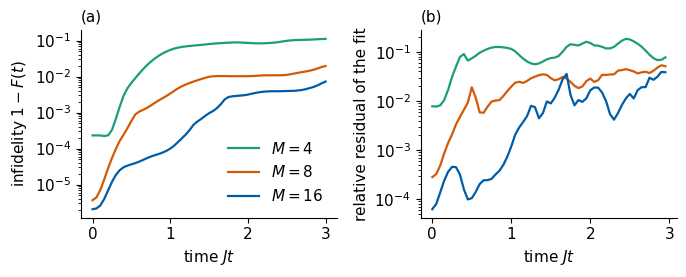 (a)
infidelity 1 − F(t)
10⁻¹
10⁻²
10⁻³
10⁻⁴
10⁻⁵
M = 4
M = 8
M = 16
0 1 2 3
time Jt
(b)
relative residual of the fit
10⁻¹
10⁻²
10⁻³
10⁻⁴
0 1 2 3
time Jt